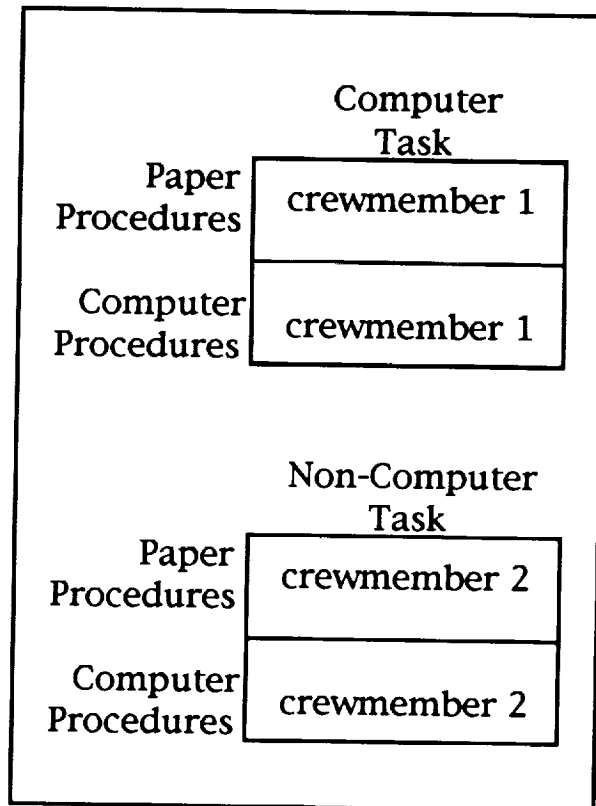 Computer
Task
Paper
Procedures
crewmember 1
Computer
Procedures
crewmember 1
Non-Computer
Task
Paper
Procedures
crewmember 2
Computer
Procedures
crewmember 2